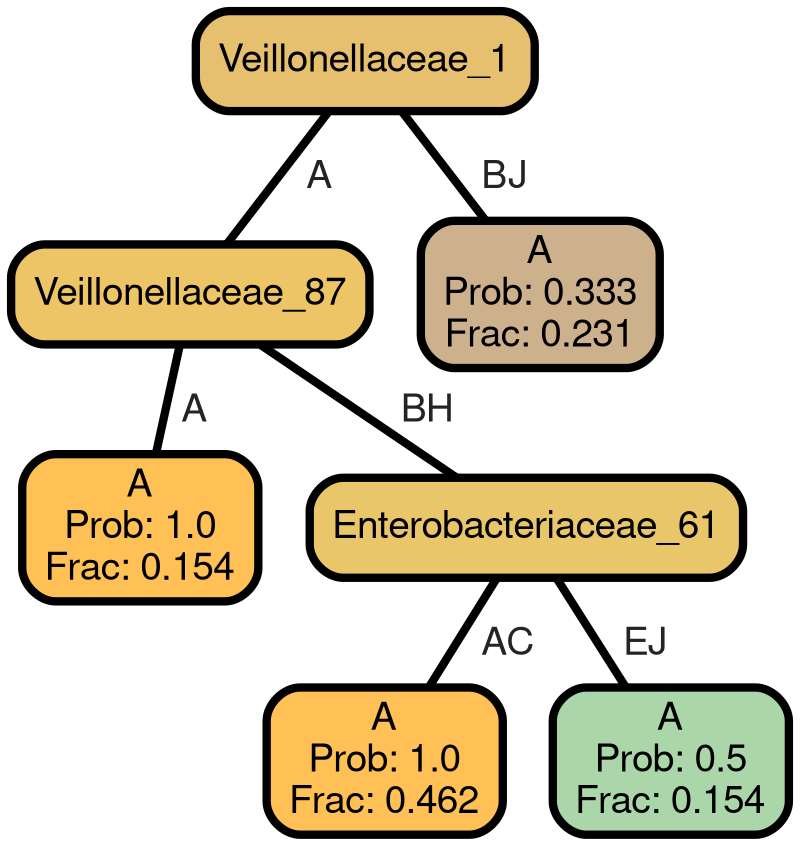 Veillonellaceae_1
A
BJ
A
Prob: 0.333
Frac: 0.231
Veillonellaceae_87
A
BH
A
Prob: 1.0
Frac: 0.154
Enterobacteriaceae_61
AC
EJ
A
Prob: 1.0
Frac: 0.462
A
Prob: 0.5
Frac: 0.154